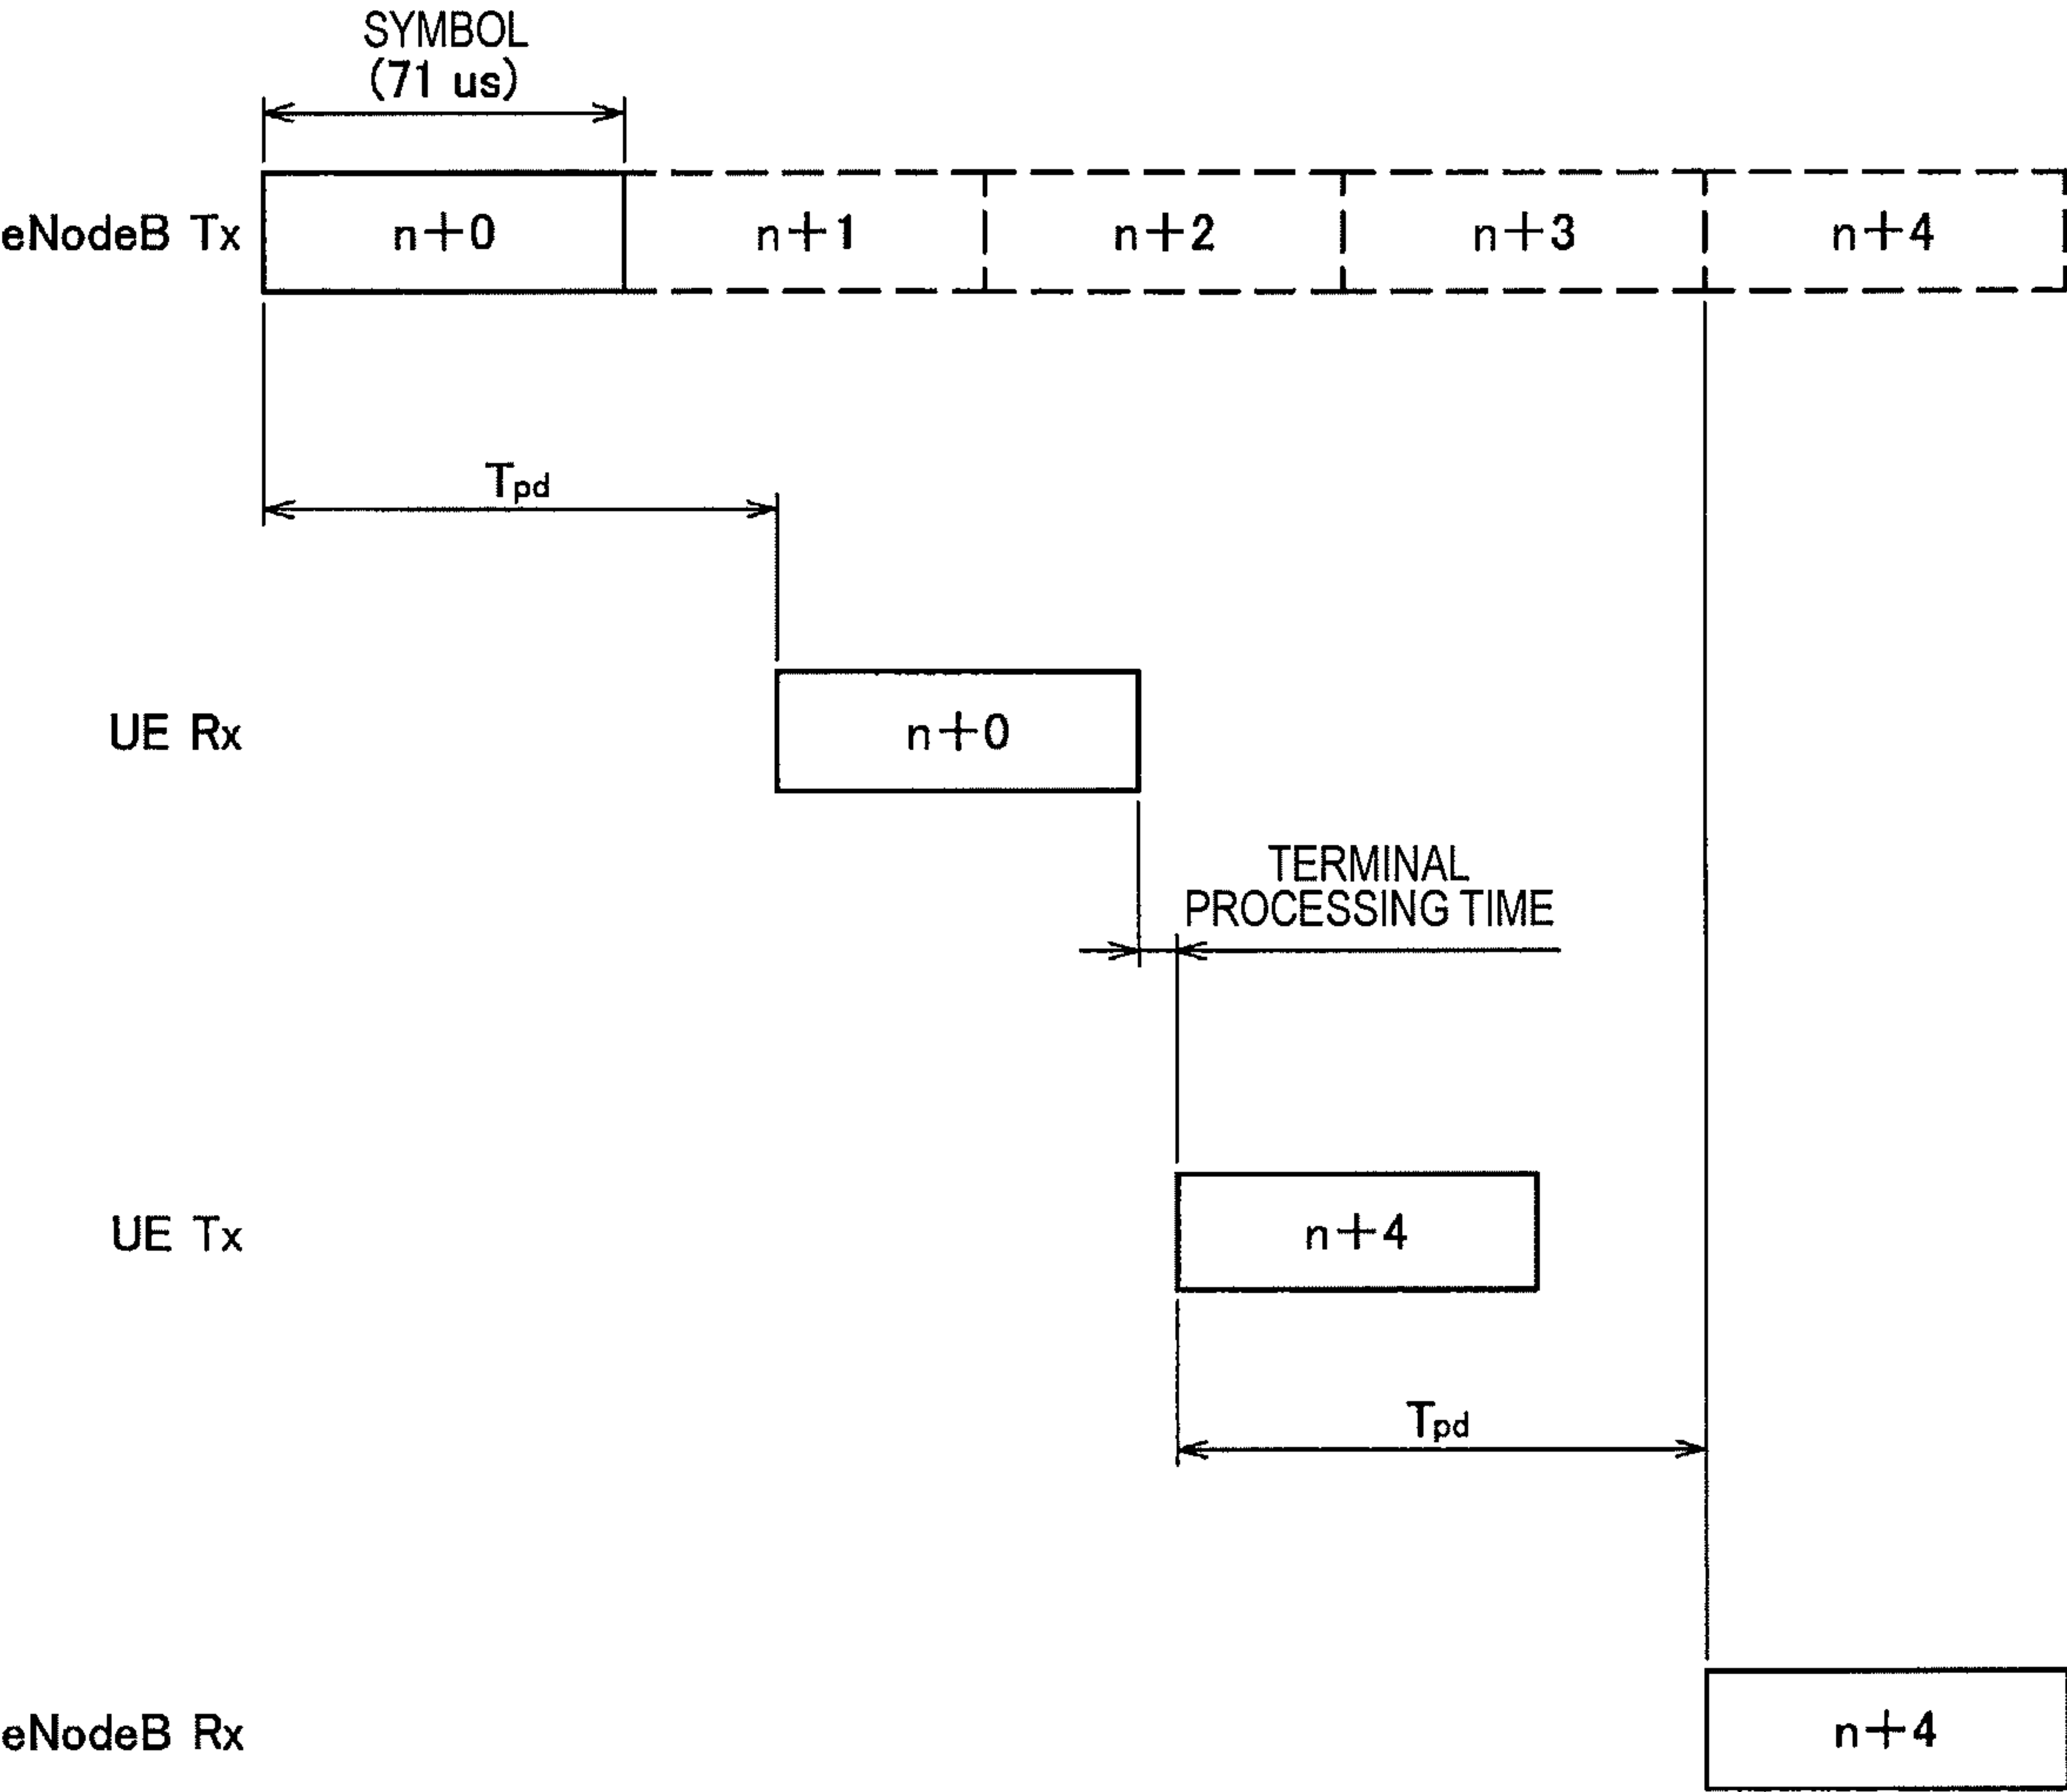 SYMBOL
(71 us)
eNodeB Tx n+0 n+1 n+2 n+3 n+4
Tpd
UE Rx n+0
TERMINAL
PROCESSING TIME
UE Tx n+4
Tpd
eNodeB Rx n+4